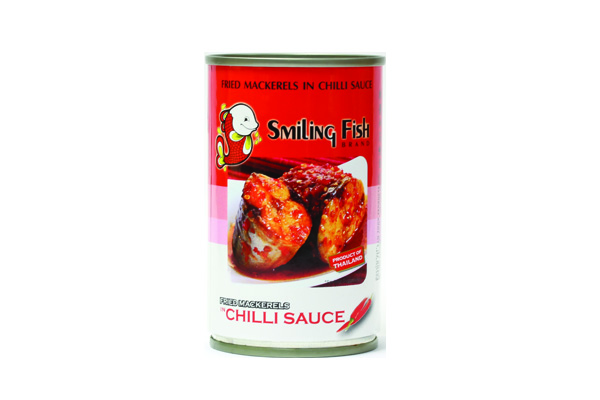 FRIED MACKERELS IN CHILLI SAUCE
Smiling Fish
BRAND
PRODUCT OF
THAILAND
FRIED MACKERELS
IN CHILLI SAUCE